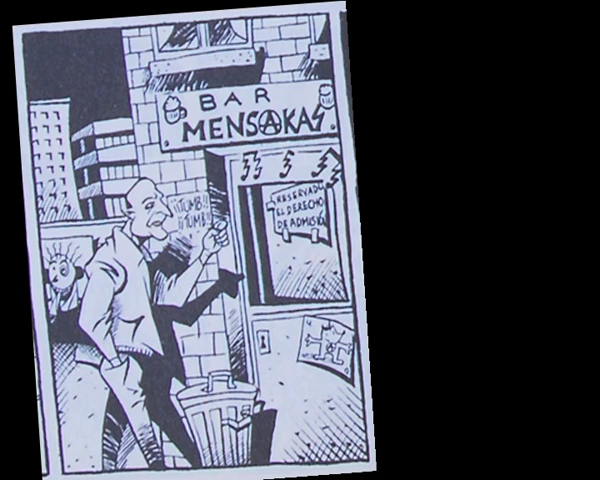 BAR
MENSAKAS
¡¡TUMB!!
¡¡TUMB!!
RESERVADO
EL DERECHO
DE ADMISIÓN